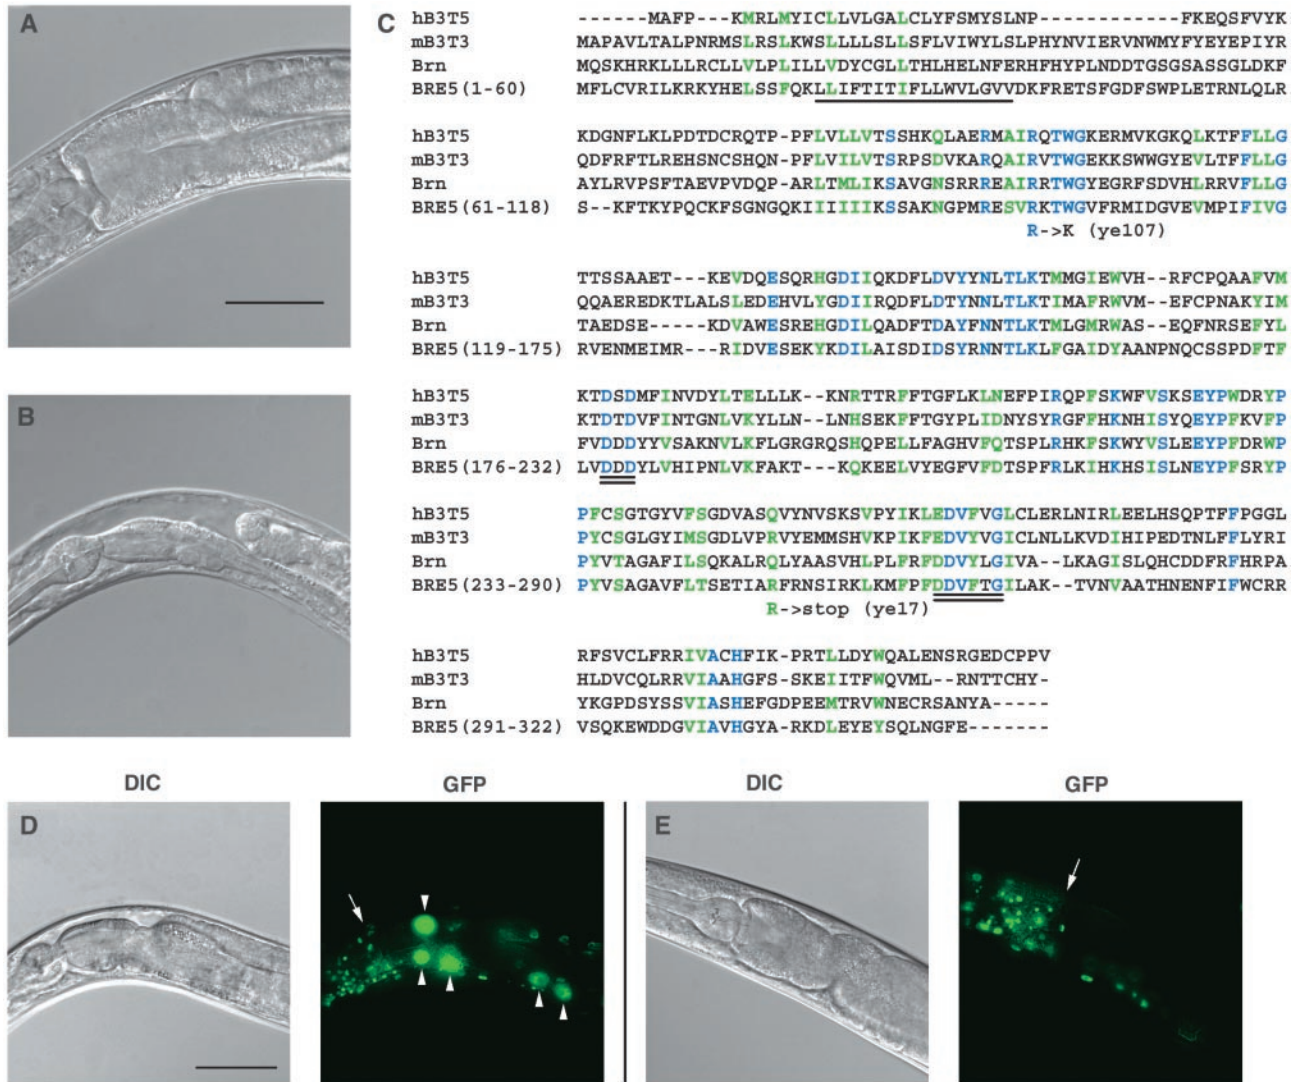 A
B
C
hB3T5 ------MAFP---KMRLMYICLLVLGALCLYFSMYSLNP------------FKEQSFVYK
mB3T3 MAPAVLTALPNRMSLRSLKWSLLLLSLLSFLVIWYLSLPHYNVIERVNWMYFYEYEPIYR
Brn MQSKHRKLLLRCLLVLPLILLVDYCGLLTHLHELNFERHFHYPLNDDTGSGSASSGLDKF
BRE5(1-60) MFLCVRILKRKYHELSSFQKLLIFTITIFLLWVLGVVDKFRETSFGDFSWPLETRNLQLR
hB3T5 KDGNFLKLPDTDCRQTP-PFLVLLVTSSHKQLAERMAIRQTWGKERMVKGKQLKTFFLLG
mB3T3 QDFRFTLREHSNCSHQN-PFLVILVTSRPSDVKARQAIRVTWGEKKSWWGYEVLTFFLLG
Brn AYLRVPSFTAEVPVDQP-ARLTMLIKSAVGNSRRREAIRRTWGYEGRFSDVHLRRVFLLG
BRE5(61-118) S--KFTKYPQCKFSGNGQKIIIIIIKSSAKNGPMRESVRKTWGVFRMIDGVEVMPIFIVG
R->K (ye107)
hB3T5 TTSSAAET---KEVDQESQRHGDIIQKDFLDVYYNLTLKTMMGIEWVH--RFCPQAAFVM
mB3T3 QQAEREDKTLALSLEDEHVLYGDIIRQDFLDTYNNLTLKTIMAFRWVM--EFCPNAKYIM
Brn TAEDSE-----KDVAWESREHGDILQADFTDAYFNNTLKTMLGMRWAS--EQFNRSEFYL
BRE5(119-175) RVENMEIMR--RIDVESEKYKDILAISDIDSYRNNTLKLFGAIDYAANPNQCSSPDFTF
hB3T5 KTDSDMFINVDYLTELLLK--KNRTTRFFTGFLKLNEFPIRQPFSKWFVSKSEYPWDRYP
mB3T3 KTDTDVFINTGNLVKYLLN--LNHSEKFFTGYPLIDNYSYRGFFHKNHISYQEYPFKVFP
Brn FVDDDYYVSAKNVLKFLGRGRQSHQPELLFAGHVFQTSPLRHKFSKWYVSLEEYPFDRWP
BRE5(176-232) LVDDDYLVHIPNLVKFAKT---KQKEELVYEGFVFDTSPFRLKIHKHSISLNEYPFSRYP
hB3T5 PFCSGTGYVFSGDVASQVYNVSKSVPYIKLEDVFVGLCLERLNIRLEELHSQPTFFPGGL
mB3T3 PYCSGLGYIMSGDLVPRVYEMMSHVKPIKFEDVYVGICLNLLKVDIHIPEDTNLFFLYRI
Brn PYVTAGAFILSQKALRQLYAASVHLPLFRFDDVYLGIVA--LKAGISLQHCDDFRFHRPA
BRE5(233-290) PYVSAGAVFLTSETIARFRNSIRKLKMFPFDDVFTGILAK-TVNVAATHNENFIFWCRR
R->stop (ye17)
hB3T5 RFSVCLFRRIVACHFIK-PRTLLDYWQALENSRGEDCPPV
mB3T3 HLDVCQLRRVIAAHGFS-SKEIITFWQVML--RNTTCHY-
Brn YKGPDSYSSVIASHEFGDPEEMTRVWNECRSANYA-----
BRE5(291-322) VSQKEWDDGVIAVHGYA-RKDLEYEYSQLNGFE-------
DIC
GFP
DIC
GFP
D
E